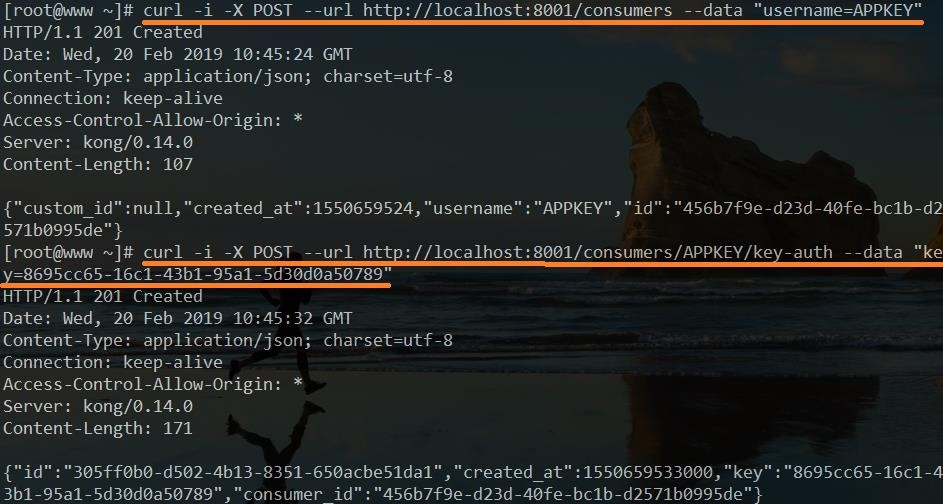 [root@www ~]# curl -i -X POST --url http://localhost:8001/consumers --data "username=APPKEY"
HTTP/1.1 201 Created
Date: Wed, 20 Feb 2019 10:45:24 GMT
Content-Type: application/json; charset=utf-8
Connection: keep-alive
Access-Control-Allow-Origin: *
Server: kong/0.14.0
Content-Length: 107
{"custom_id":null,"created_at":1550659524,"username":"APPKEY","id":"456b7f9e-d23d-40fe-bc1b-d2
571b0995de"}
[root@www ~]# curl -i -X POST --url http://localhost:8001/consumers/APPKEY/key-auth --data "ke
y=8695cc65-16c1-43b1-95a1-5d30d0a50789"
HTTP/1.1 201 Created
Date: Wed, 20 Feb 2019 10:45:32 GMT
Content-Type: application/json; charset=utf-8
Connection: keep-alive
Access-Control-Allow-Origin: *
Server: kong/0.14.0
Content-Length: 171
{"id":"305ff0b0-d502-4b13-8351-650acbe51da1","created_at":1550659533000,"key":"8695cc65-16c1-4
3b1-95a1-5d30d0a50789","consumer_id":"456b7f9e-d23d-40fe-bc1b-d2571b0995de"}